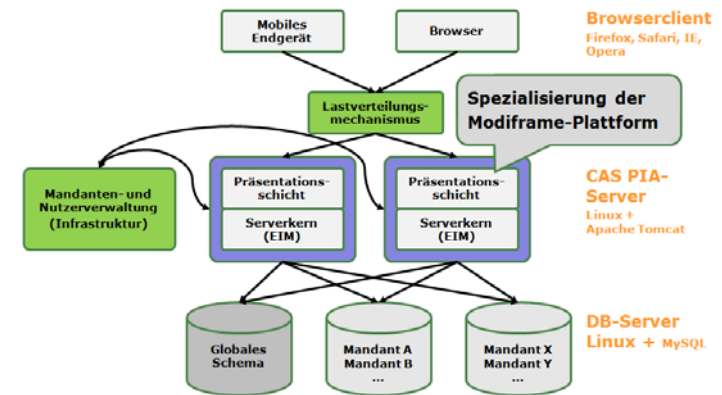 Mobiles
Endgerät
Browser
Browserclient
Firefox, Safari, IE,
Opera
Lastverteilungs-
mechanismus
Spezialisierung der
Modiframe-Plattform
Mandanten- und
Nutzerverwaltung
(Infrastruktur)
Präsentations-
schicht
Serverkern
(EIM)
Präsentations-
schicht
Serverkern
(EIM)
CAS PIA-
Server
Linux +
Apache Tomcat
Globales
Schema
Mandant A
Mandant B
...
Mandant X
Mandant Y
...
DB-Server
Linux + MySQL